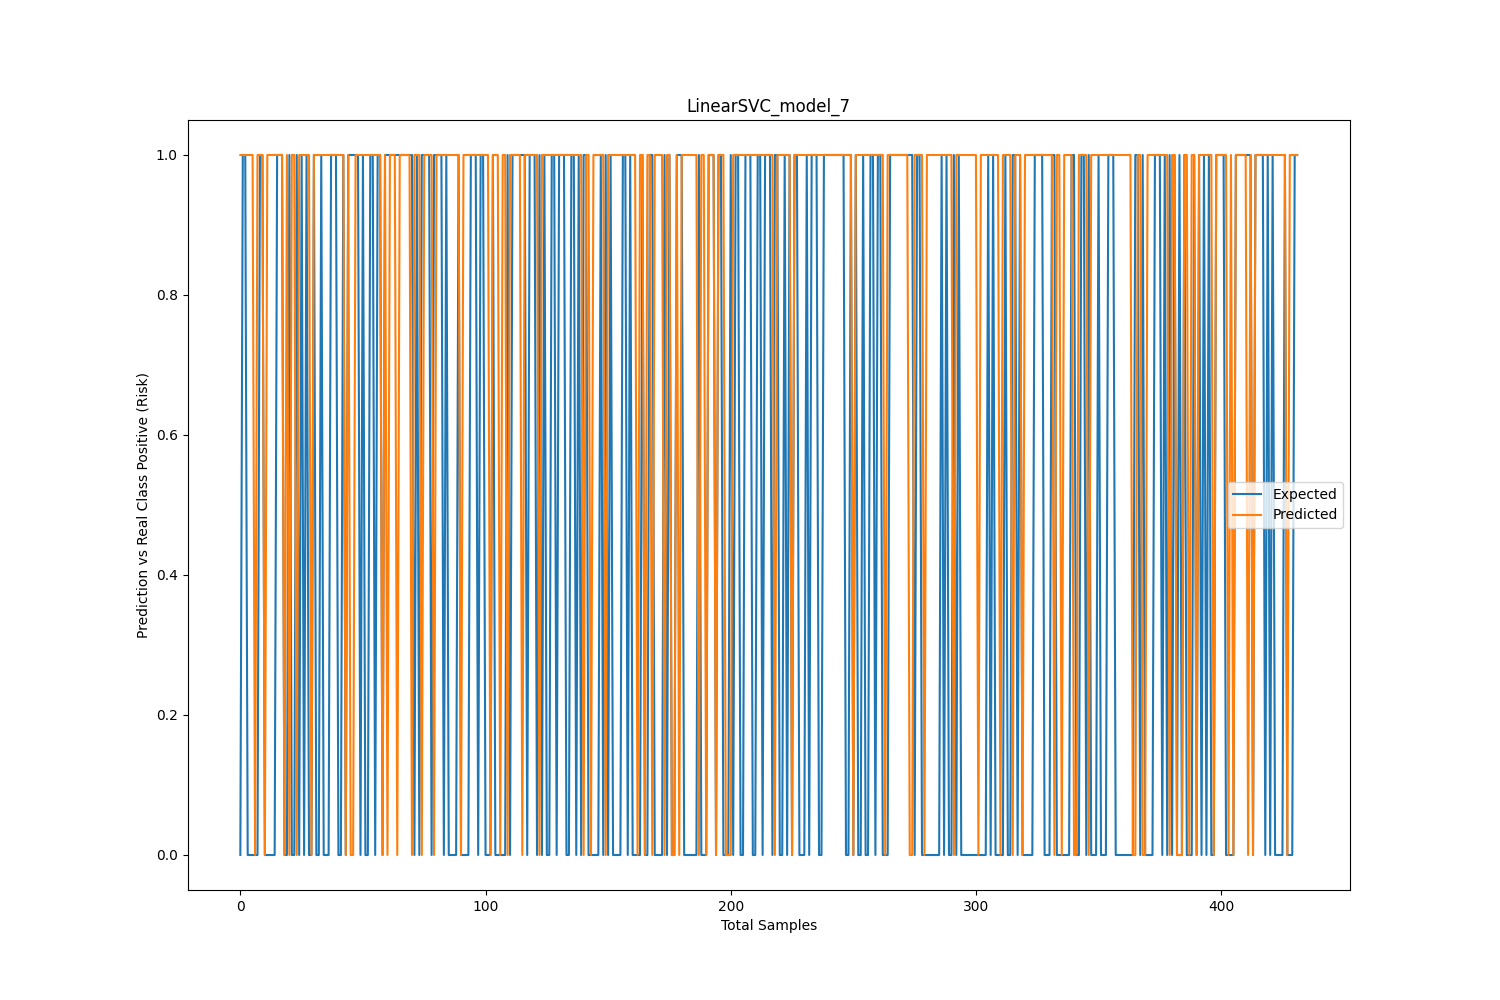 LinearSVC_model_7
Prediction vs Real Class Positive (Risk)
1.0
0.8
0.6
0.4
0.2
0.0
Expected
Predicted
0
100
200
300
400
Total Samples